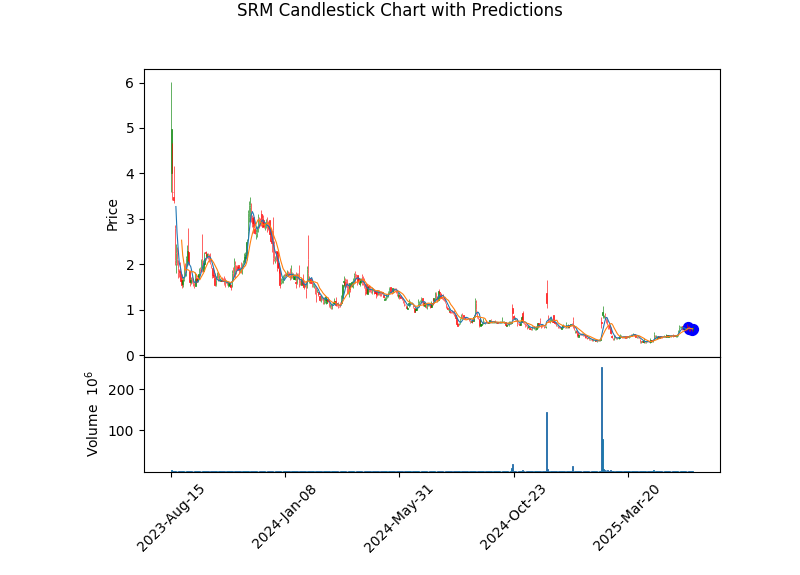 SRM Candlestick Chart with Predictions
6
5
4
3
2
1
0
Price
200
100
Volume 10^6
2023-Aug-15
2024-Jan-08
2024-May-31
2024-Oct-23
2025-Mar-20